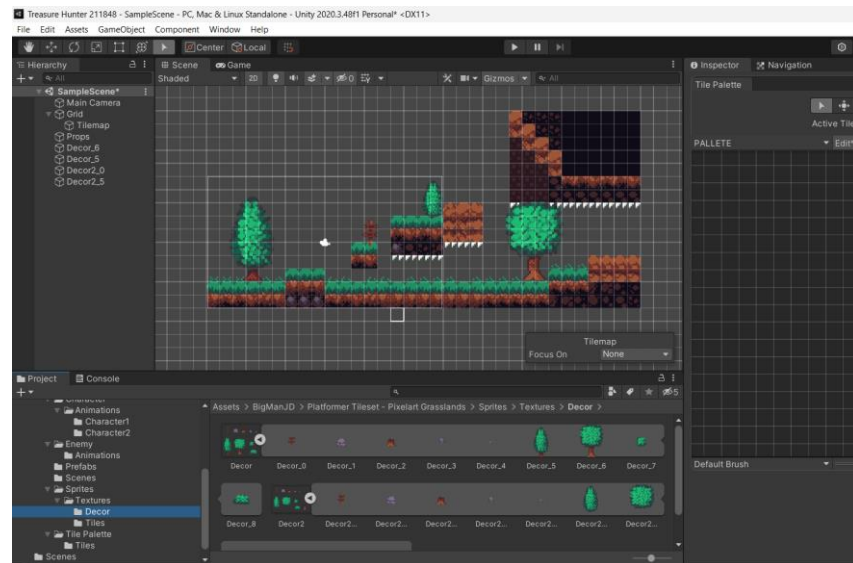 Treasure Hunter 211848 - SampleScene - PC, Mac & Linux Standalone - Unity 2020.3.48f1 Personal* <DX11>
File Edit Assets GameObject Component Window Help
Center Local
Hierarchy
All
SampleScene*
Main Camera
Grid
Tilemap
Props
Decor_6
Decor_5
Decor2_0
Decor2_5
Scene Game
Shaded 2D 0 Gizmos All
Tilemap
Focus On None
Inspector Navigation
Tile Palette
Active Tile
PALLETE Edit*
Default Brush
Project Console
5
Character
Animations
Character1
Character2
Enemy
Animations
Prefabs
Scenes
Sprites
Textures
Decor
Tiles
Tile Palette
Tiles
Scenes
Assets > BigManJD > Platformer Tileset - Pixelart Grasslands > Sprites > Textures > Decor >
Decor Decor_0 Decor_1 Decor_2 Decor_3 Decor_4 Decor_5 Decor_6 Decor_7
Decor_8 Decor2 Decor2... Decor2... Decor2... Decor2... Decor2... Decor2... Decor2...